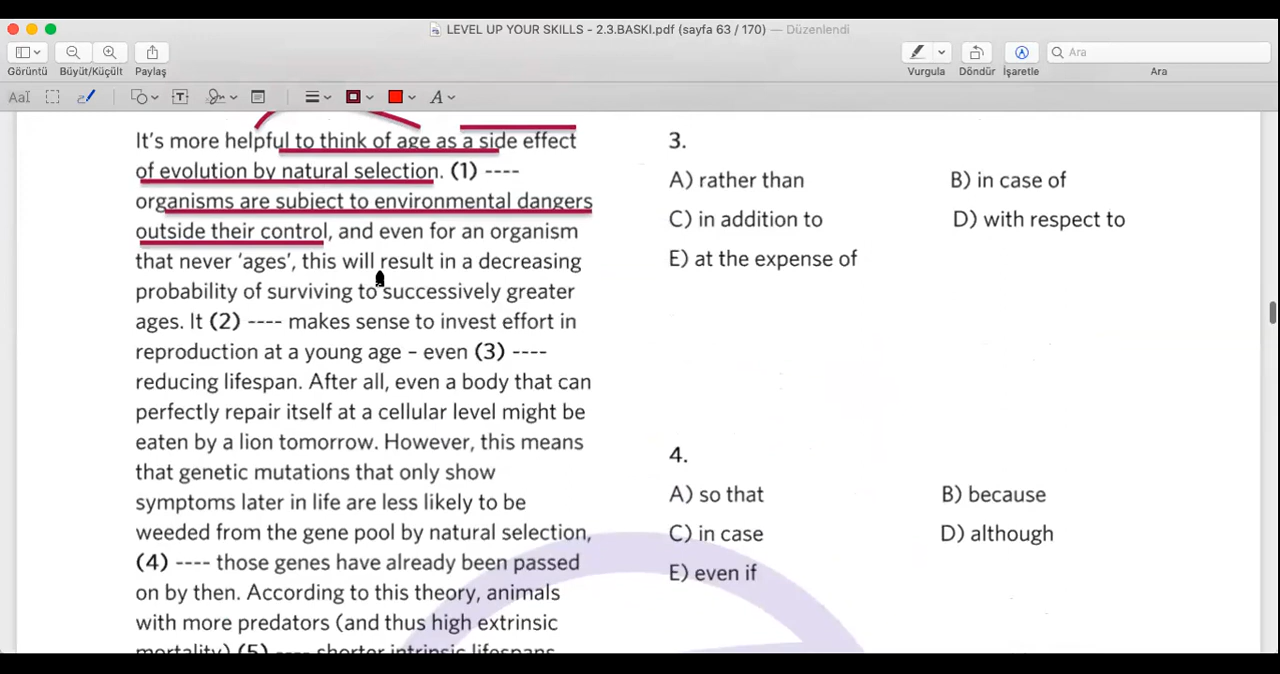 LEVEL UP YOUR SKILLS - 2.3.BASKI.pdf (sayfa 63 / 170) — Düzenlendi
Ara
Görüntü Büyüt/Küçült Paylaş Vurgula Döndür İşaretle Ara
AaI T A
It's more helpful to think of age as a side effect
of evolution by natural selection. (1) ----
organisms are subject to environmental dangers
outside their control, and even for an organism
that never 'ages', this will result in a decreasing
probability of surviving to successively greater
ages. It (2) ---- makes sense to invest effort in
reproduction at a young age – even (3) ----
reducing lifespan. After all, even a body that can
perfectly repair itself at a cellular level might be
eaten by a lion tomorrow. However, this means
that genetic mutations that only show
symptoms later in life are less likely to be
weeded from the gene pool by natural selection,
(4) ---- those genes have already been passed
on by then. According to this theory, animals
with more predators (and thus high extrinsic
mortality) (5) ---- shorter intrinsic lifespans
3.
A) rather than B) in case of
C) in addition to D) with respect to
E) at the expense of
4.
A) so that B) because
C) in case D) although
E) even if